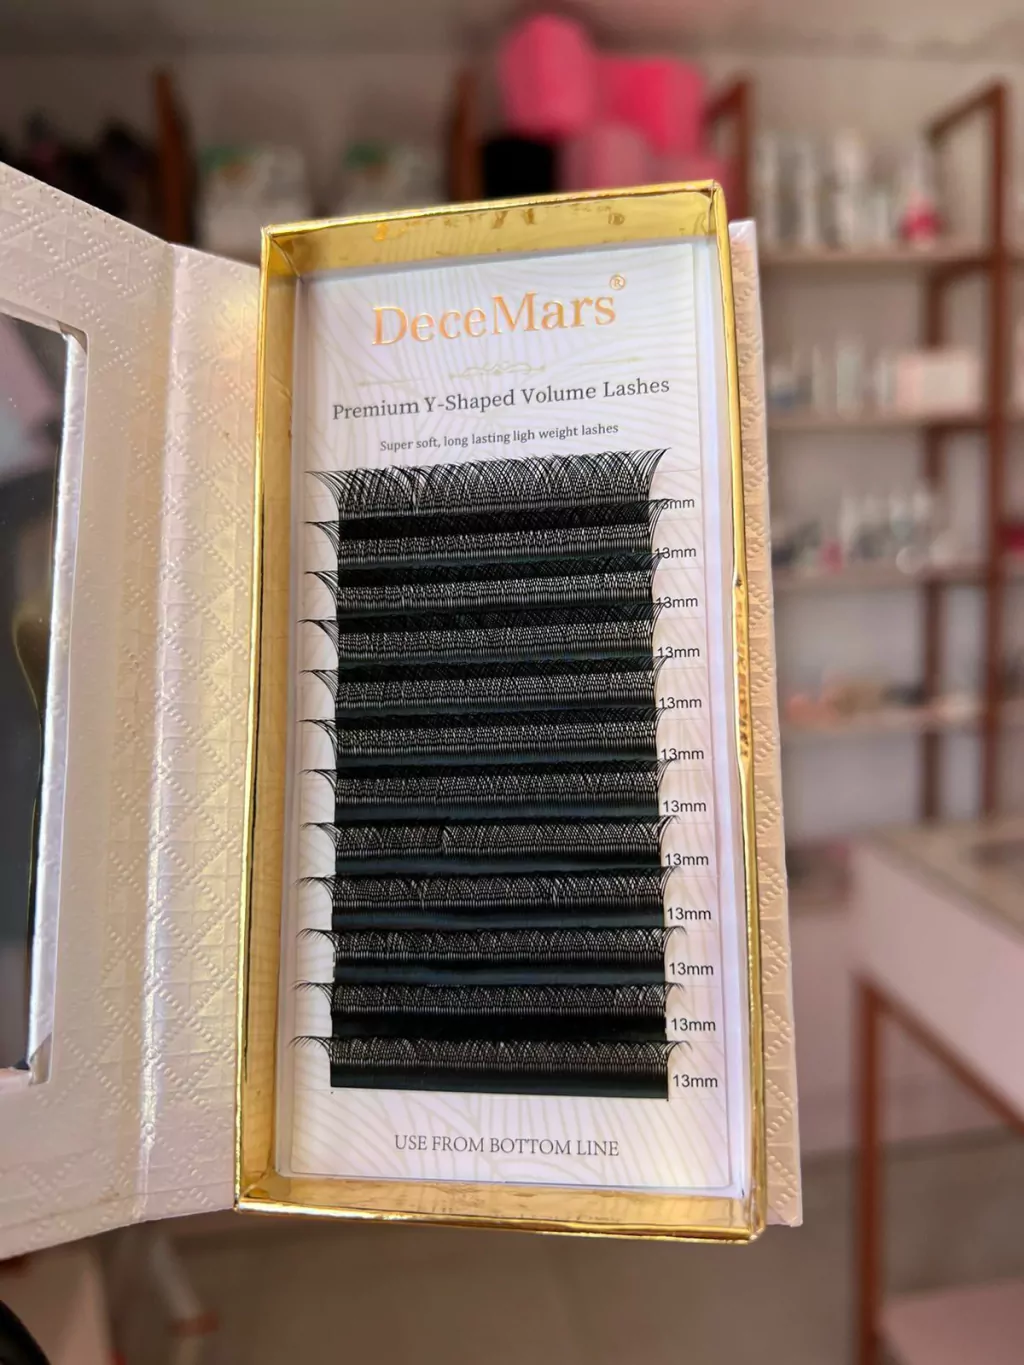 DeceMars®
Premium Y-Shaped Volume Lashes
Super soft, long lasting ligh weight lashes
13mm
13mm
13mm
13mm
13mm
13mm
13mm
13mm
13mm
13mm
13mm
13mm
USE FROM BOTTOM LINE